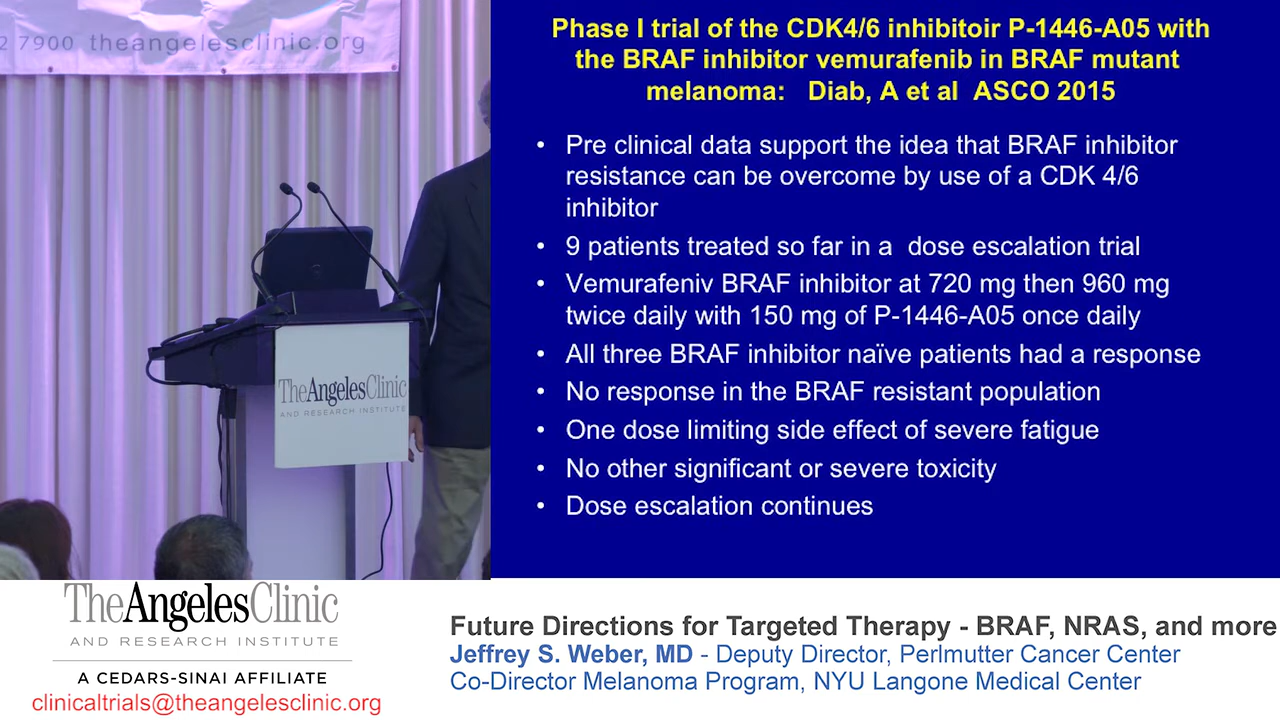 2 7900 theangelesclinic.org
TheAngelesClinic
AND RESEARCH INSTITUTE
Phase I trial of the CDK4/6 inhibitoir P-1446-A05 with
the BRAF inhibitor vemurafenib in BRAF mutant
melanoma: Diab, A et al ASCO 2015
• Pre clinical data support the idea that BRAF inhibitor
resistance can be overcome by use of a CDK 4/6
inhibitor
• 9 patients treated so far in a dose escalation trial
• Vemurafeniv BRAF inhibitor at 720 mg then 960 mg
twice daily with 150 mg of P-1446-A05 once daily
• All three BRAF inhibitor naïve patients had a response
• No response in the BRAF resistant population
• One dose limiting side effect of severe fatigue
• No other significant or severe toxicity
• Dose escalation continues
TheAngelesClinic
AND RESEARCH INSTITUTE
A CEDARS-SINAI AFFILIATE
clinicaltrials@theangelesclinic.org
Future Directions for Targeted Therapy - BRAF, NRAS, and more
Jeffrey S. Weber, MD - Deputy Director, Perlmutter Cancer Center
Co-Director Melanoma Program, NYU Langone Medical Center